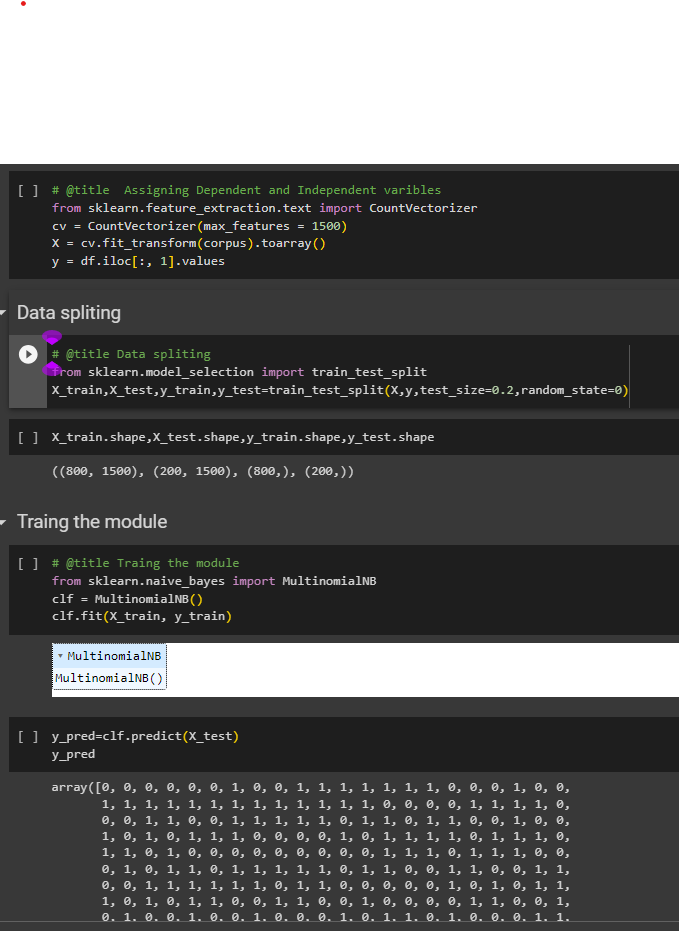 [ ] # @title  Assigning Dependent and Independent varibles
from sklearn.feature_extraction.text import CountVectorizer
cv = CountVectorizer(max_features = 1500)
X = cv.fit_transform(corpus).toarray()
y = df.iloc[:, 1].values
Data spliting
# @title Data spliting
from sklearn.model_selection import train_test_split
X_train,X_test,y_train,y_test=train_test_split(X,y,test_size=0.2,random_state=0)
[ ] X_train.shape,X_test.shape,y_train.shape,y_test.shape
((800, 1500), (200, 1500), (800,), (200,))
Traing the module
[ ] # @title Traing the module
from sklearn.naive_bayes import MultinomialNB
clf = MultinomialNB()
clf.fit(X_train, y_train)
MultinomialNB
MultinomialNB()
[ ] y_pred=clf.predict(X_test)
y_pred
array([0, 0, 0, 0, 0, 0, 1, 0, 0, 1, 1, 1, 1, 1, 1, 1, 0, 0, 0, 1, 0, 0,
1, 1, 1, 1, 1, 1, 1, 1, 1, 1, 1, 1, 1, 0, 0, 0, 0, 1, 1, 1, 1, 0,
0, 0, 1, 1, 0, 0, 1, 1, 1, 1, 1, 0, 1, 1, 0, 1, 1, 0, 0, 1, 0, 0,
1, 0, 1, 0, 1, 1, 1, 0, 0, 0, 0, 1, 0, 1, 1, 1, 1, 0, 1, 1, 1, 0,
1, 1, 0, 1, 0, 0, 0, 0, 0, 0, 0, 0, 0, 1, 1, 1, 0, 1, 1, 1, 0, 0,
0, 1, 0, 1, 1, 0, 1, 1, 1, 1, 1, 0, 1, 1, 0, 0, 1, 1, 0, 0, 1, 1,
0, 0, 1, 1, 1, 1, 1, 1, 0, 1, 1, 0, 0, 0, 0, 0, 1, 0, 1, 0, 1, 1,
1, 0, 1, 0, 1, 1, 0, 0, 1, 1, 0, 0, 1, 0, 0, 0, 0, 1, 1, 0, 0, 1,
0, 1, 0, 0, 1, 0, 0, 1, 0, 0, 0, 1, 0, 1, 1, 0, 1, 0, 0, 0, 1, 1,